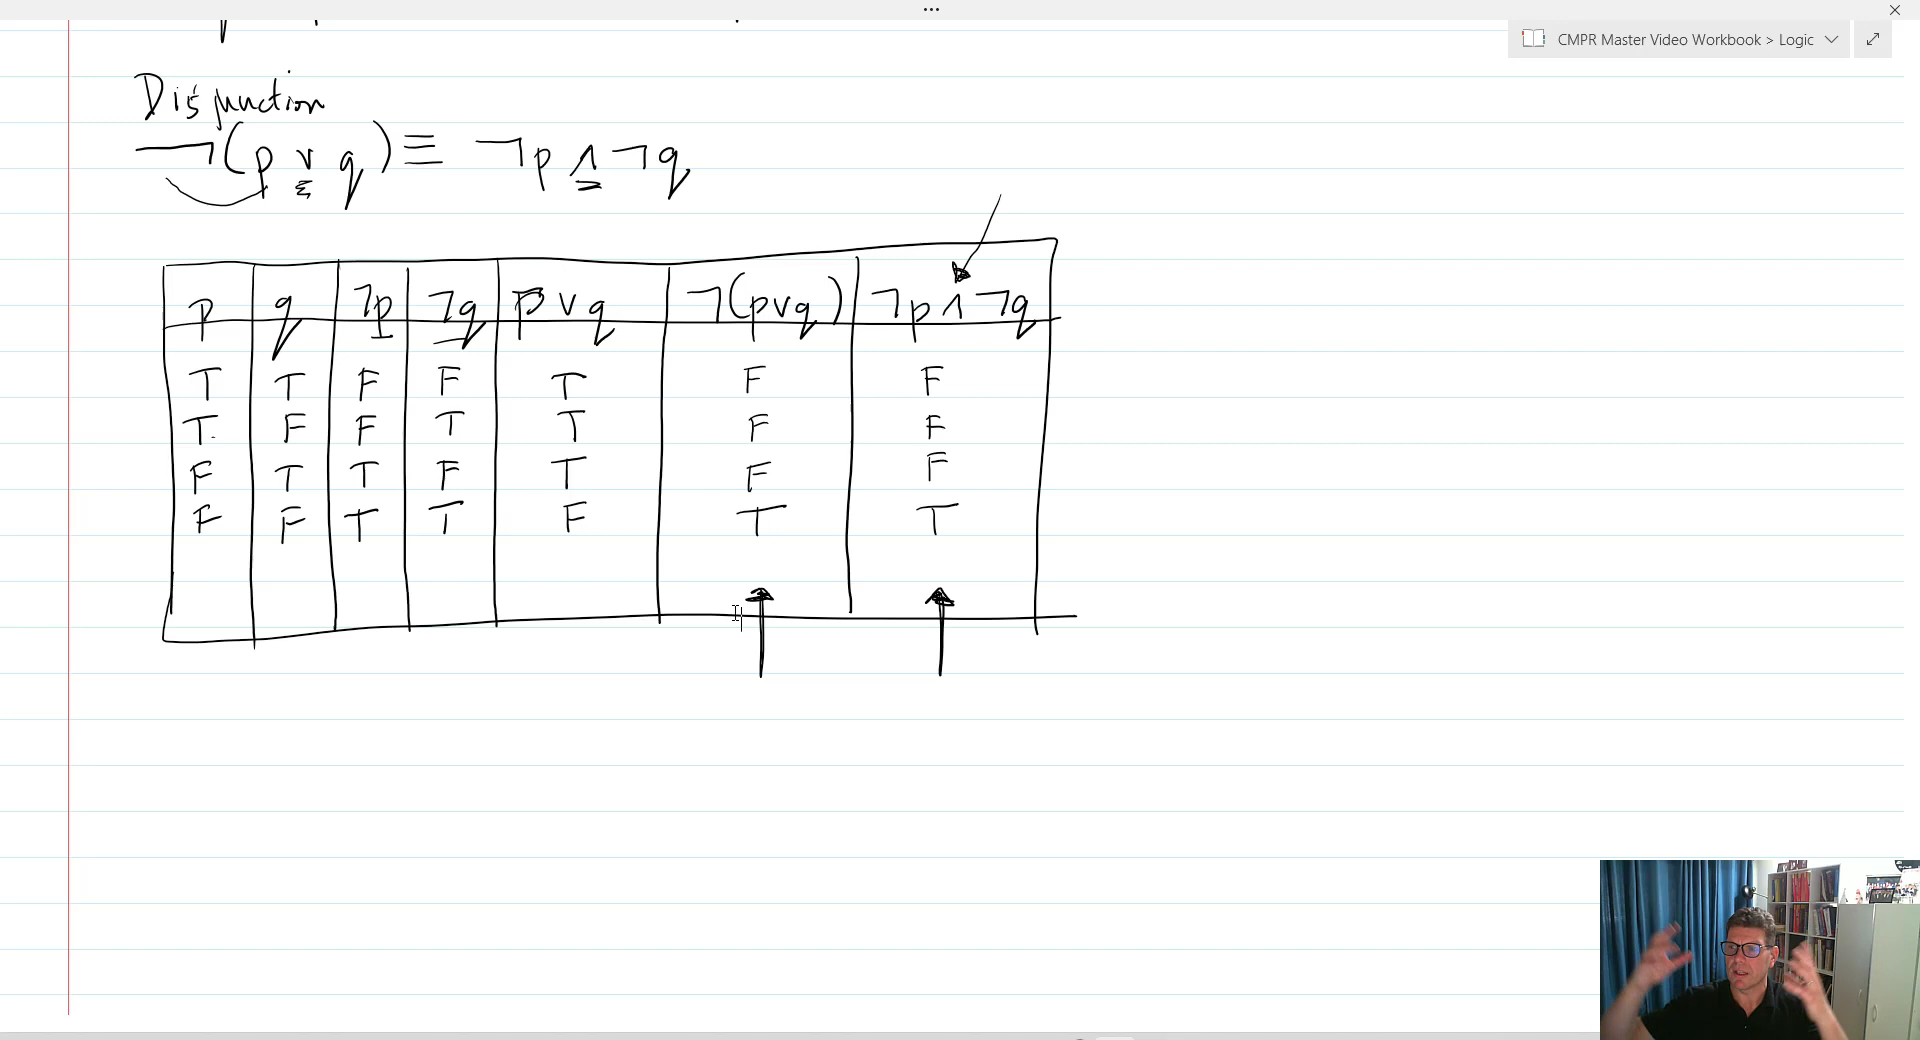 CMPR Master Video Workbook > Logic
Disjunction
¬(p ∨ q) ≡ ¬p ∧ ¬q
p q ¬p ¬q p ∨ q ¬(p∨q) ¬p ∧ ¬q
T T F F T F F
T F F T T F F
F T T F T F F
F F T T F T T